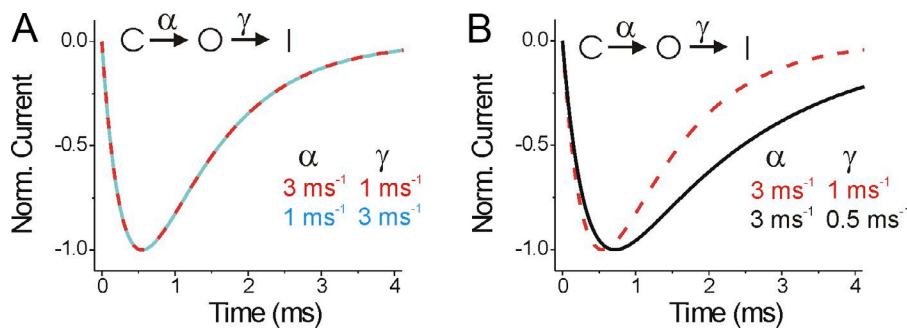 A
C α O γ I
0.0
-0.5
-1.0
Norm. Current
α γ
3 ms⁻¹ 1 ms⁻¹
1 ms⁻¹ 3 ms⁻¹
0 1 2 3 4
Time (ms)
B
C α O γ I
0.0
-0.5
-1.0
Norm. Current
α γ
3 ms⁻¹ 1 ms⁻¹
3 ms⁻¹ 0.5 ms⁻¹
0 1 2 3 4
Time (ms)